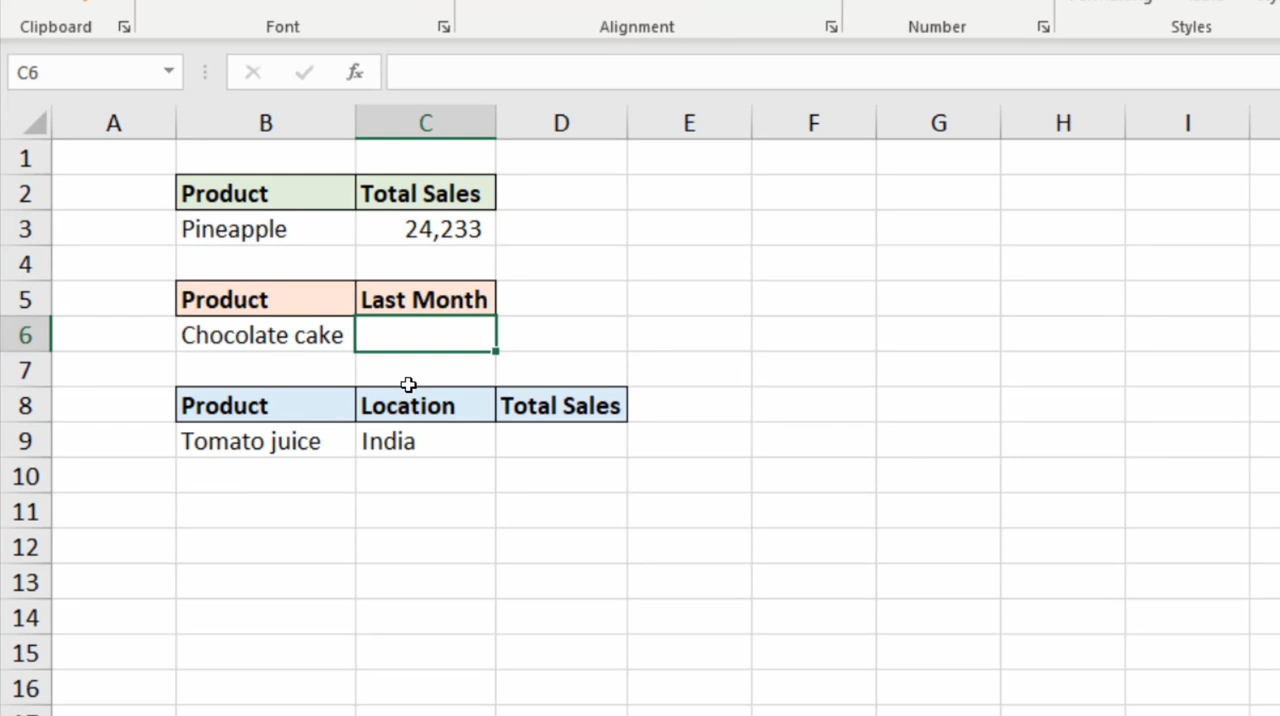 Clipboard Font Alignment Number Styles
C6 fx
A B C D E F G H I
1
2 Product Total Sales
3 Pineapple 24,233
4
5 Product Last Month
6 Chocolate cake
7
8 Product Location Total Sales
9 Tomato juice India
10
11
12
13
14
15
16